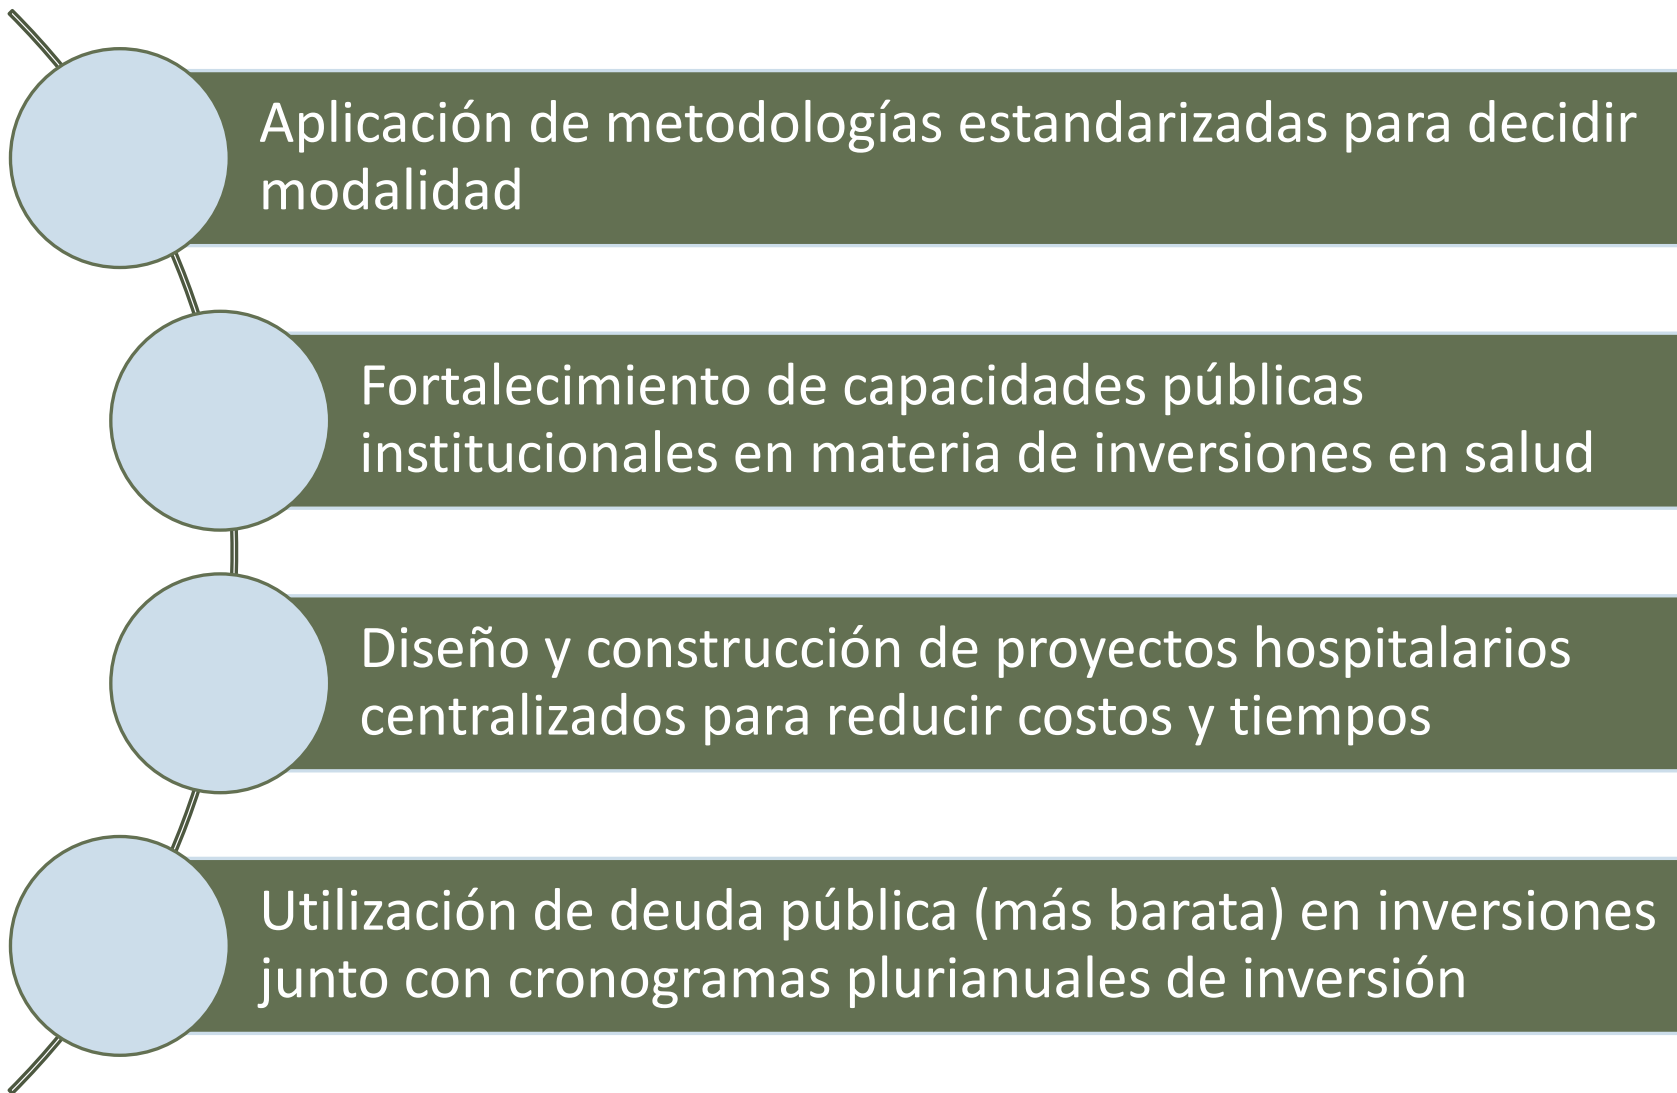 Aplicación de metodologías estandarizadas para decidir
modalidad
Fortalecimiento de capacidades públicas
institucionales en materia de inversiones en salud
Diseño y construcción de proyectos hospitalarios
centralizados para reducir costos y tiempos
Utilización de deuda pública (más barata) en inversiones
junto con cronogramas plurianuales de inversión